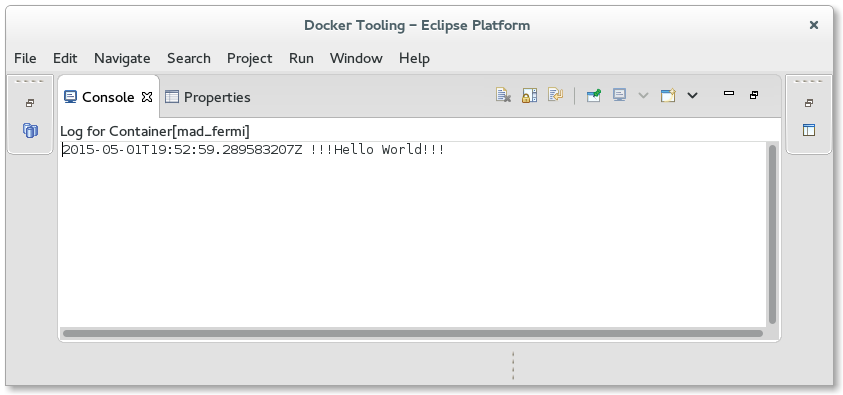 Docker Tooling – Eclipse Platform
File Edit Navigate Search Project Run Window Help
Console Properties
Log for Container[mad_fermi]
2015-05-01T19:52:59.289583207Z !!!Hello World!!!